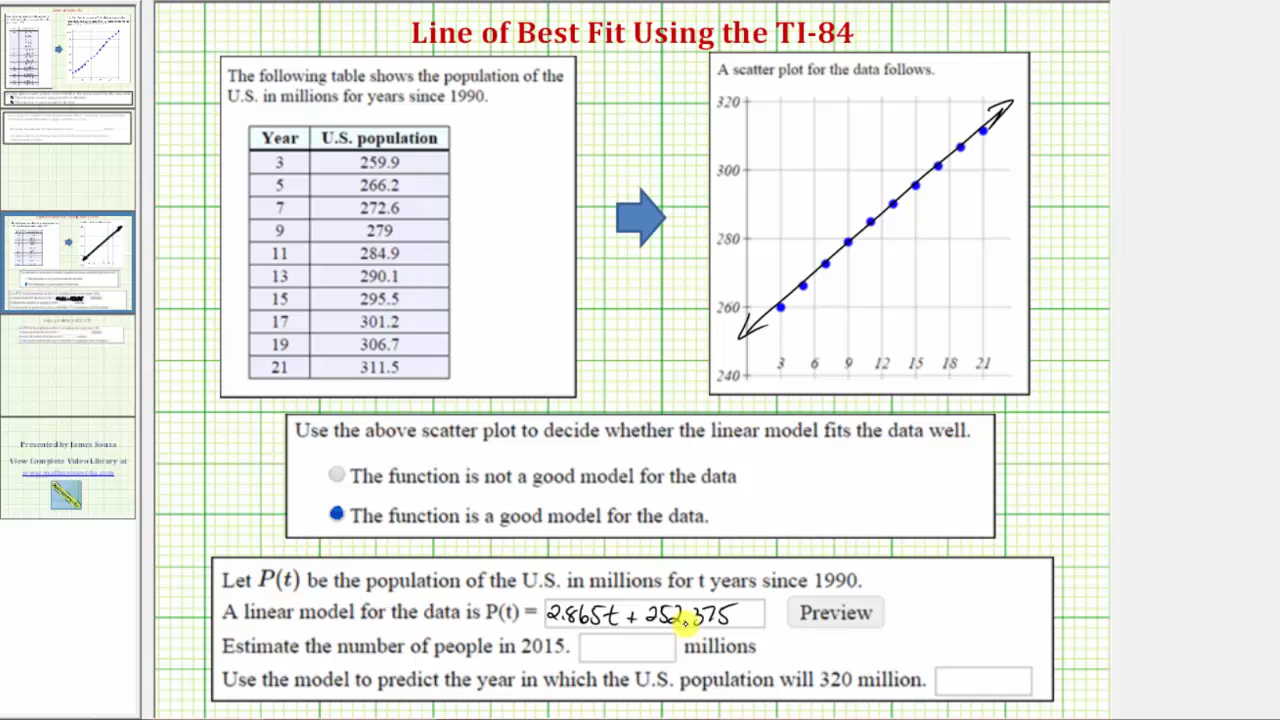 Line of Best Fit Using the TI-84
The following table shows the population of the
U.S. in millions for years since 1990.
Year U.S. population
3 259.9
5 266.2
7 272.6
9 279
11 284.9
13 290.1
15 295.5
17 301.2
19 306.7
21 311.5
A scatter plot for the data follows.
320
300
280
260
240
3 6 9 12 15 18 21
Use the above scatter plot to decide whether the linear model fits the data well.
The function is not a good model for the data
The function is a good model for the data.
Let P(t) be the population of the U.S. in millions for t years since 1990.
A linear model for the data is P(t) = 2.865t + 252.375 Preview
Estimate the number of people in 2015. millions
Use the model to predict the year in which the U.S. population will 320 million.
Presented by James Sousa
View Complete Video Library at
www.mathispower4u.com